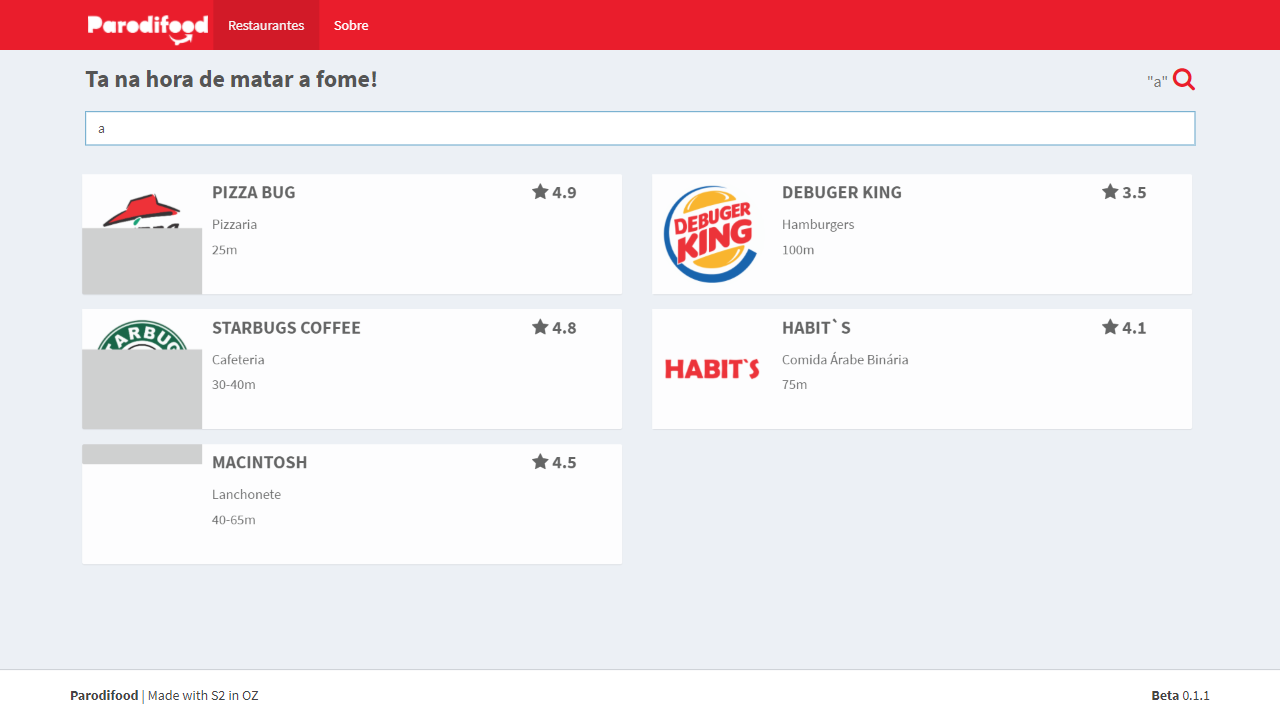 Parodifood Restaurantes Sobre
Ta na hora de matar a fome!
"a"
a
PIZZA BUG
4.9
Pizzaria
25m
DEBUGER KING
DEBUGER KING
3.5
Hamburgers
100m
STARBUGS COFFEE
4.8
Cafeteria
30-40m
HABIT`S
HABIT`S
4.1
Comida Árabe Binária
75m
MACINTOSH
4.5
Lanchonete
40-65m
Parodifood | Made with S2 in OZ
Beta 0.1.1